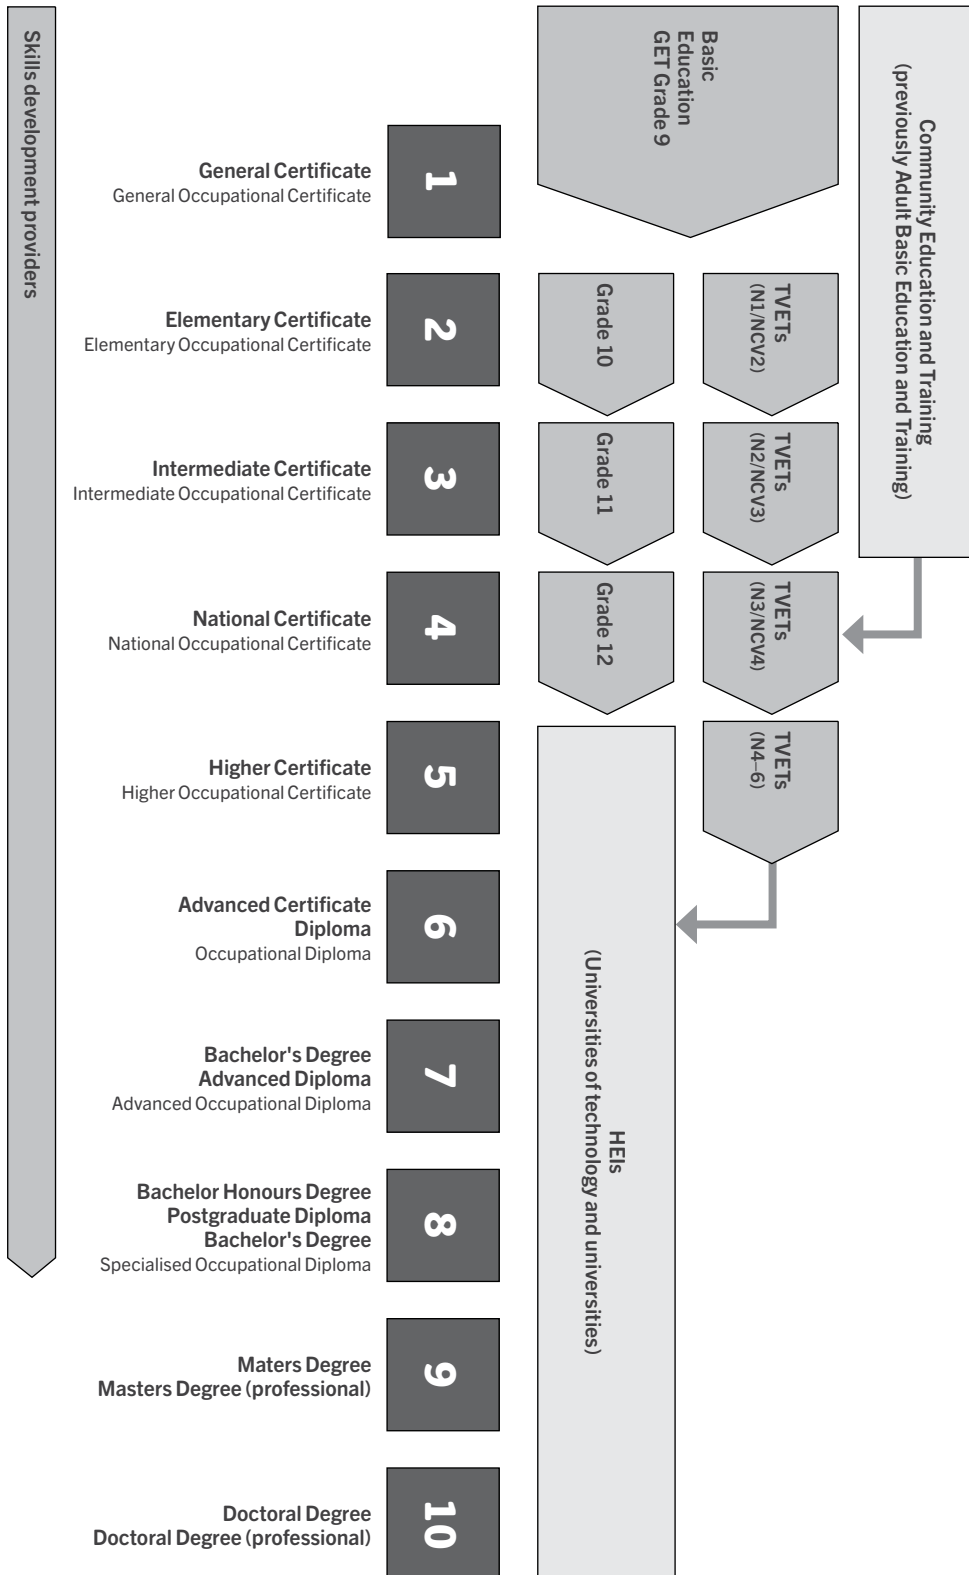 Skills development providers
General Certificate
General Occupational Certificate
1
Elementary Certificate
Elementary Occupational Certificate
2
Intermediate Certificate
Intermediate Occupational Certificate
3
National Certificate
National Occupational Certificate
4
Higher Certificate
Higher Occupational Certificate
5
Advanced Certificate
Diploma
Occupational Diploma
6
Bachelor's Degree
Advanced Diploma
Advanced Occupational Diploma
7
Bachelor Honours Degree
Postgraduate Diploma
Bachelor's Degree
Specialised Occupational Diploma
8
Maters Degree
Masters Degree (professional)
9
Doctoral Degree
Doctoral Degree (professional)
10
Basic
Education
GET Grade 9
Grade 10
Grade 11
Grade 12
HEIs
(Universities of technology and universities)
TVETs
(N1/NCV2)
TVETs
(N2/NCV3)
TVETs
(N3/NCV4)
TVETs
(N4–6)
Community Education and Training
(previously Adult Basic Education and Training)